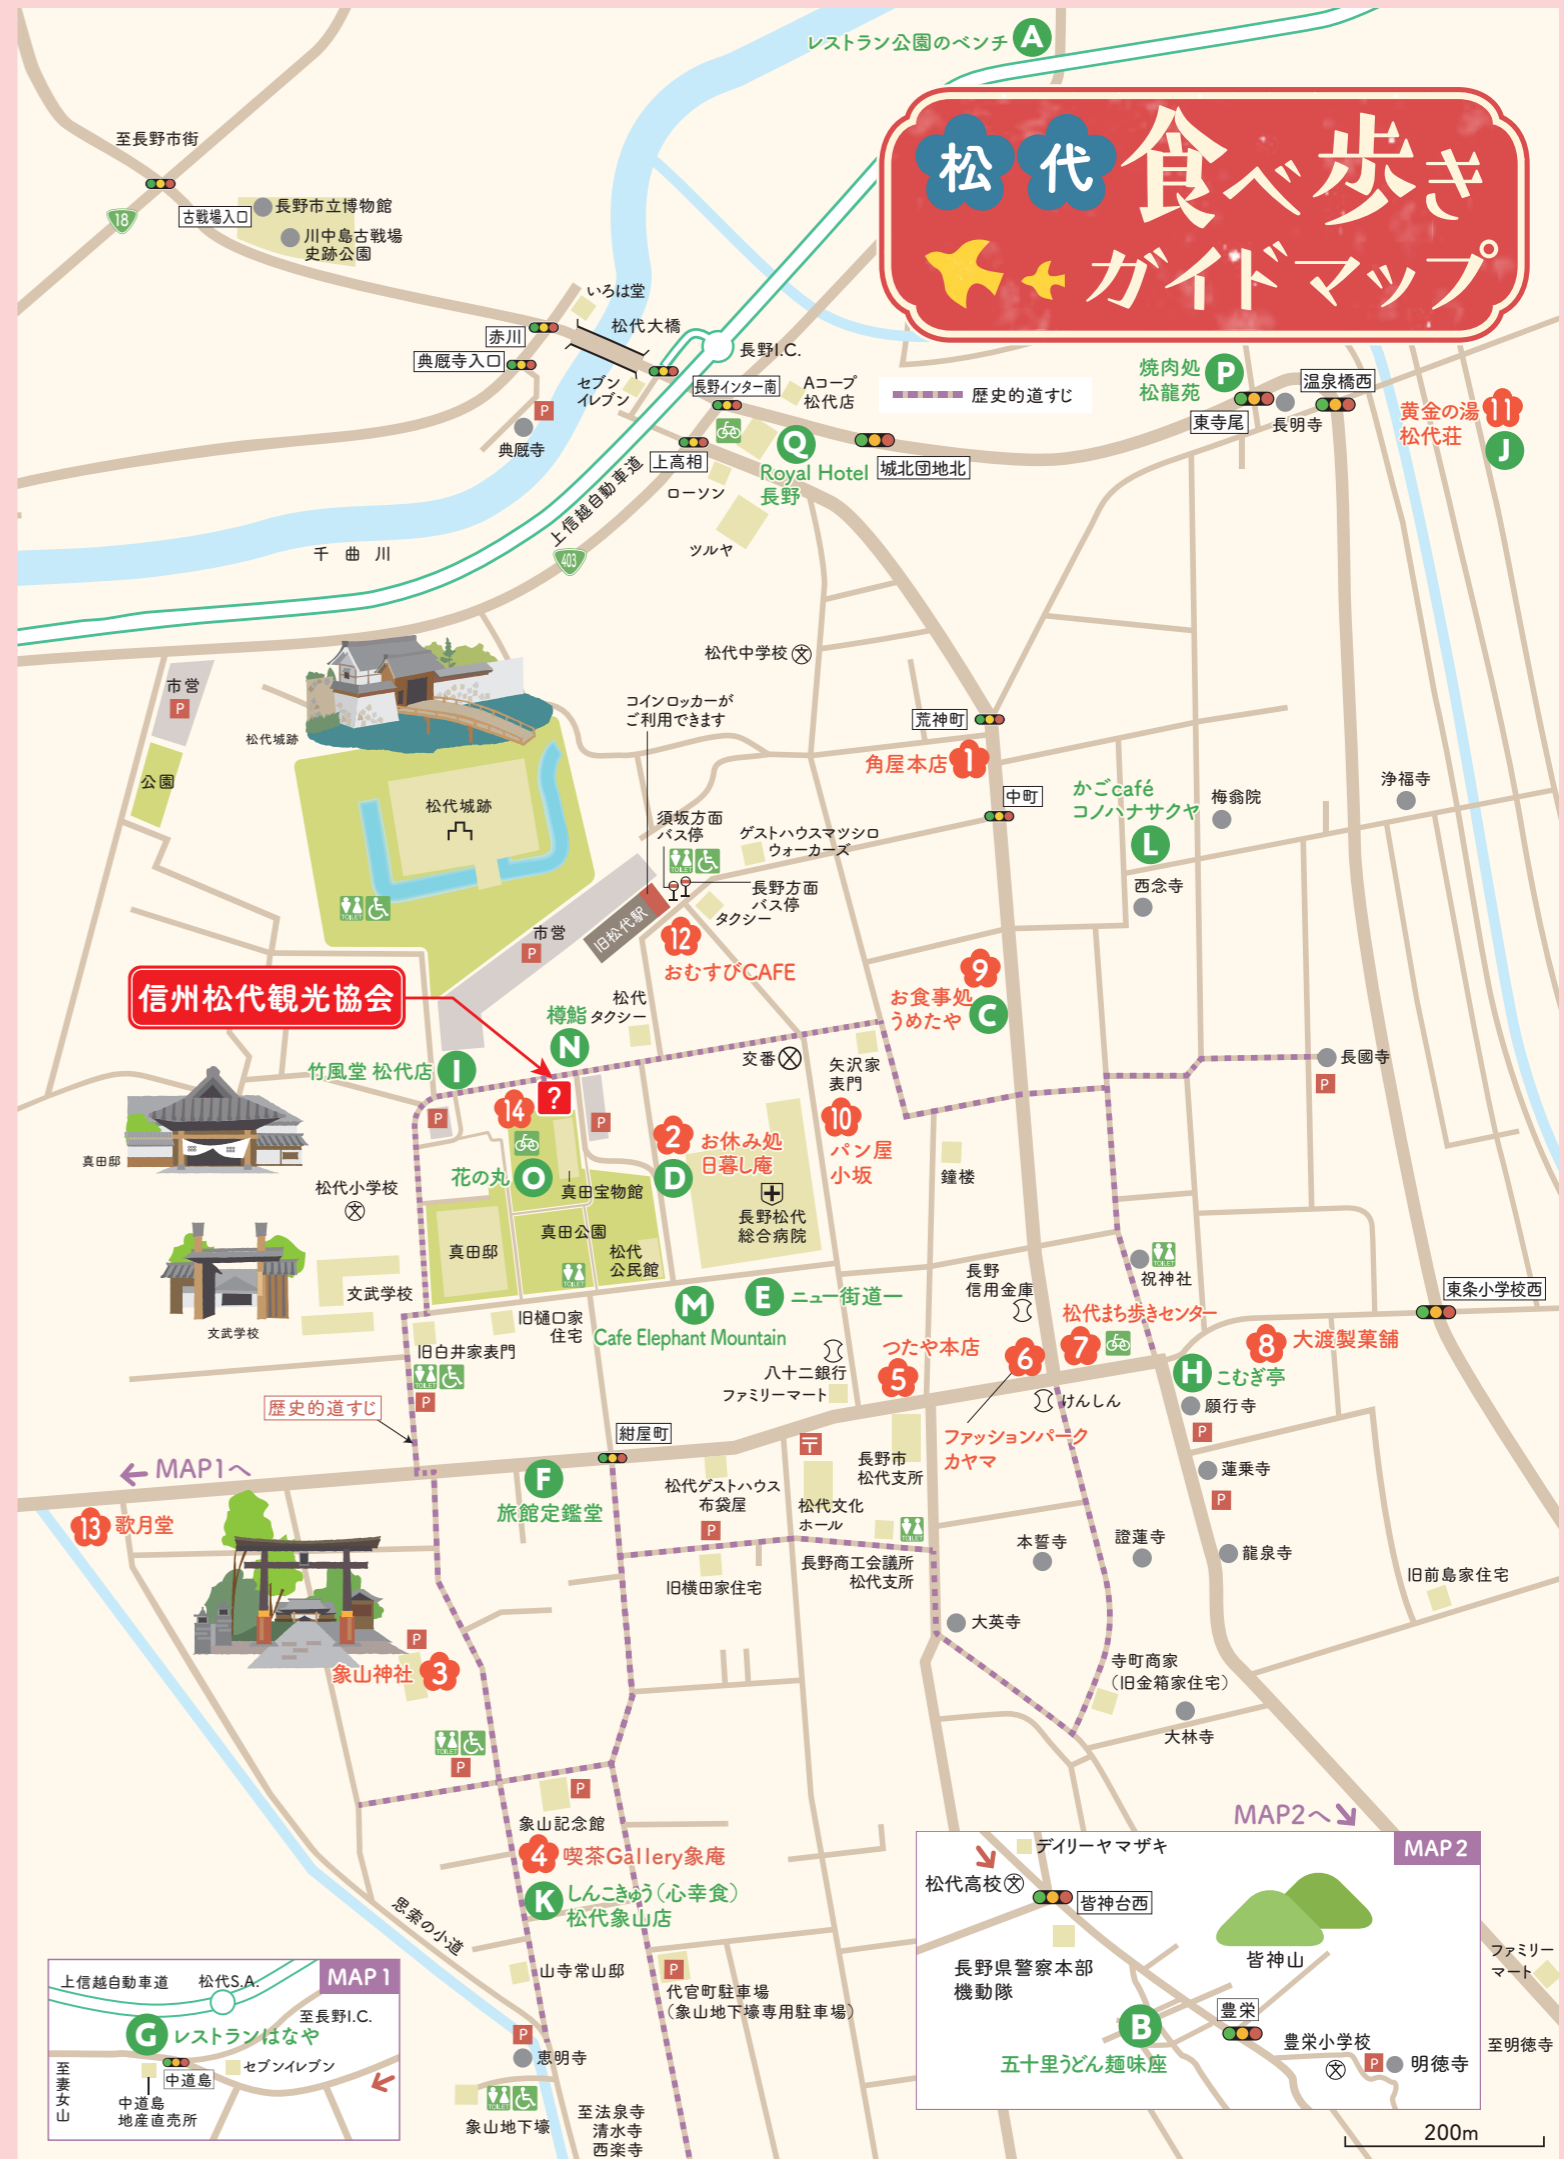 レストラン公園のベンチ A
松代食べ歩き
ガイドマップ
至長野市街
18
古戦場入口
長野市立博物館
川中島古戦場
史跡公園
いろは堂
赤川
松代大橋
典厩寺入口
長野I.C.
セブン
イレブン
長野インター南
Aコープ
松代店
歴史的道すじ
焼肉処
松龍苑
P
温泉橋西
東寺尾
長明寺
黄金の湯
松代荘
11
J
P
典厩寺
上高相
Q
Royal Hotel
長野
城北団地北
ローソン
上信越自動車道
403
千曲川
ツルヤ
松代中学校
文
市営
P
公園
松代城跡
コインロッカーが
ご利用できます
荒神町
角屋本店 1
中町
かごcafé
コノハナサクヤ
L
梅翁院
浄福寺
西念寺
松代城跡
須坂方面
バス停
TOILET
ゲストハウスマツシロ
ウォーカーズ
長野方面
バス停
タクシー
旧松代駅
TOILET
市営
P
12
おむすびCAFE
9
お食事処
うめたや
C
信州松代観光協会
松代
タクシー
樽鮨
N
竹風堂 松代店 I
?
交番
矢沢家
表門
長國寺
P
真田邸
P
14
P
2
お休み処
日暮し庵
D
10
パン屋
小坂
鐘楼
花の丸 O
真田宝物館
松代小学校
文
長野松代
総合病院
真田邸
真田公園
松代
公民館
TOILET
文武学校
文武学校
旧樋口家
住宅
旧白井家表門
TOILET
P
M
Cafe Elephant Mountain
E ニュー街道一
長野
信用金庫
TOILET
祝神社
東条小学校西
松代まち歩きセンター
7
8 大渡製菓舗
つたや本店
5
6
八十二銀行
ファミリーマート
H こむぎ亭
けんしん
願行寺
P
歴史的道すじ
ファッションパーク
カヤマ
紺屋町
〒
長野市
松代支所
MAP1へ
F
旅館定鑑堂
松代ゲストハウス
布袋屋
P
松代文化
ホール
TOILET
蓮乗寺
P
13 歌月堂
本誓寺
證蓮寺
龍泉寺
旧横田家住宅
長野商工会議所
松代支所
旧前島家住宅
大英寺
P
象山神社 3
寺町商家
（旧金箱家住宅）
大林寺
TOILET
P
P
象山記念館
MAP2へ
4 喫茶Gallery象庵
K しんこきゅう（心幸食）
松代象山店
MAP 2
デイリーヤマザキ
松代高校 文
皆神台西
皆神山
長野県警察本部
機動隊
B
五十里うどん麺味座
豊栄
豊栄小学校
文
P
明徳寺
ファミリー
マート
至明徳寺
思索の小道
山寺常山邸
P
代官町駐車場
（象山地下壕専用駐車場）
MAP 1
上信越自動車道
松代S.A.
至長野I.C.
G レストランはなや
セブンイレブン
中道島
至妻女山
中道島
地産直売所
P
恵明寺
TOILET
象山地下壕
至法泉寺
清水寺
西楽寺
200m